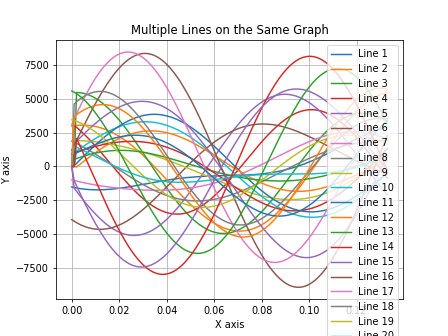 Multiple Lines on the Same Graph
Y axis
7500
5000
2500
0
−2500
−5000
−7500
0.00
0.02
0.04
0.06
0.08
0.10
X axis
Line 1
Line 2
Line 3
Line 4
Line 5
Line 6
Line 7
Line 8
Line 9
Line 10
Line 11
Line 12
Line 13
Line 14
Line 15
Line 16
Line 17
Line 18
Line 19
Line 20